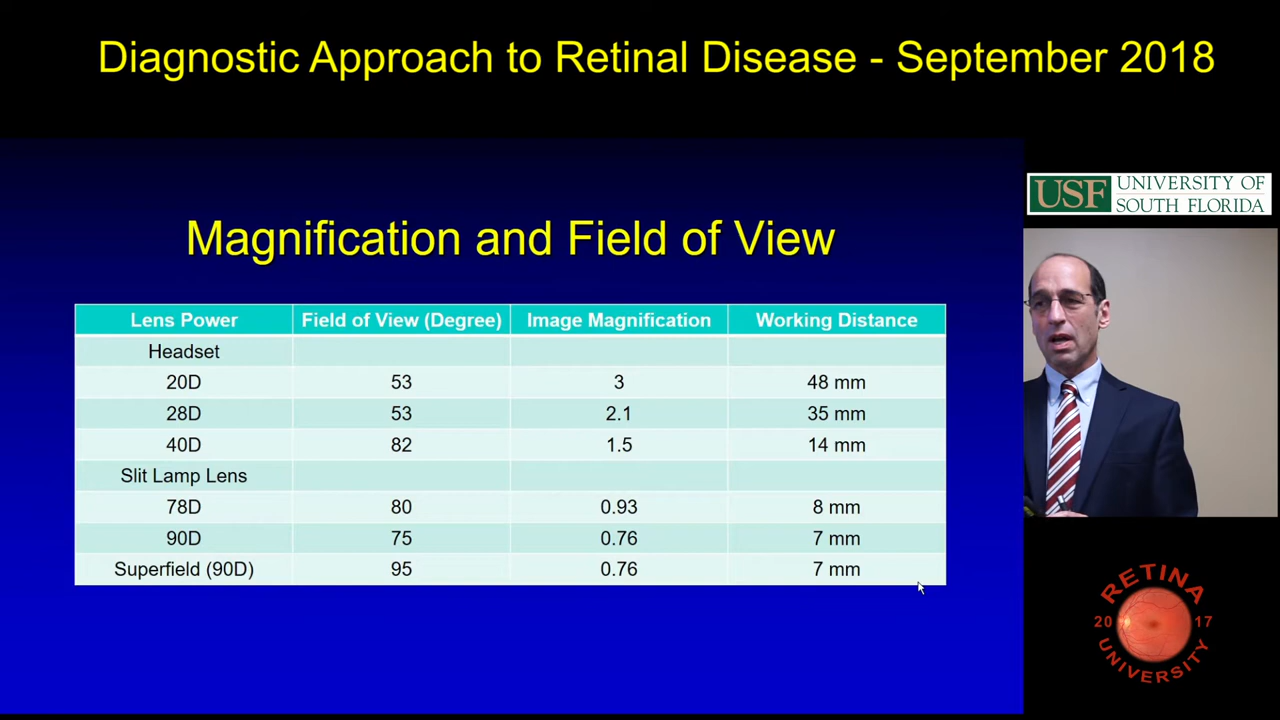 Diagnostic Approach to Retinal Disease - September 2018
Magnification and Field of View
Lens Power Field of View (Degree) Image Magnification Working Distance
Headset
20D 53 3 48 mm
28D 53 2.1 35 mm
40D 82 1.5 14 mm
Slit Lamp Lens
78D 80 0.93 8 mm
90D 75 0.76 7 mm
Superfield (90D) 95 0.76 7 mm
USF UNIVERSITY OF
SOUTH FLORIDA
RETINA
20 17
UNIVERSITY